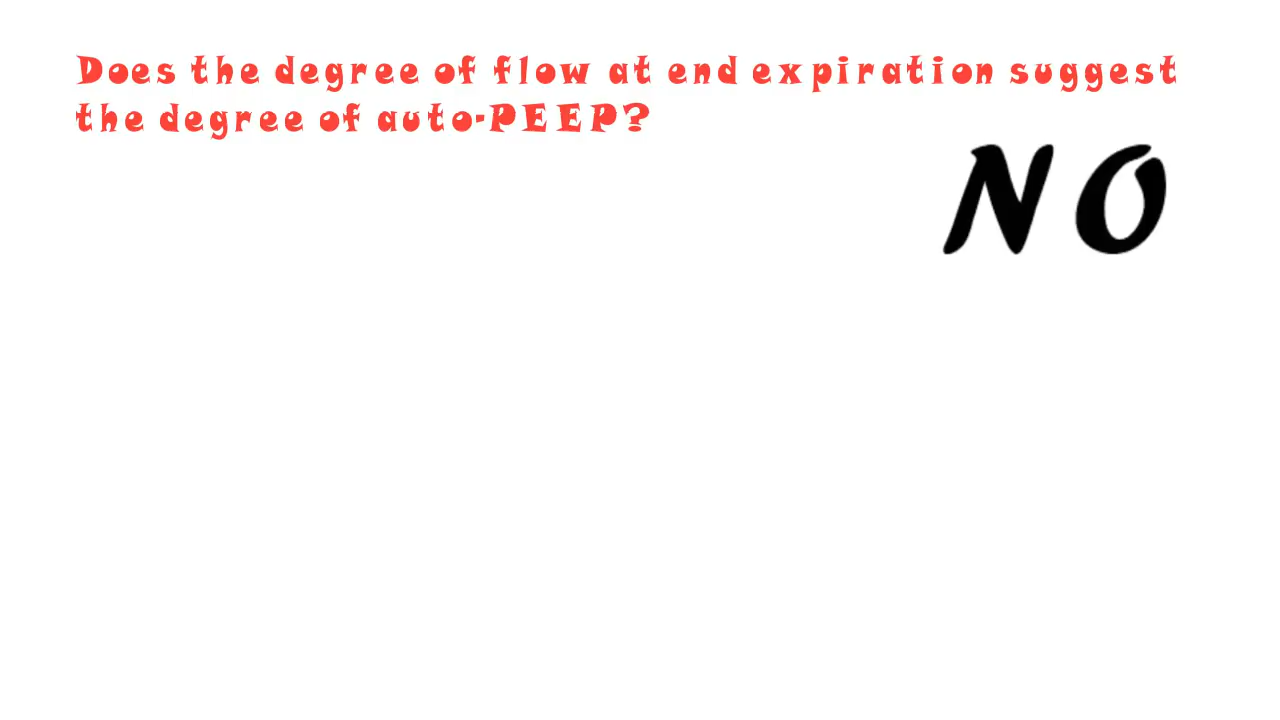 Does the degree of flow at end expiration suggest
the degree of auto-PEEP?
NO